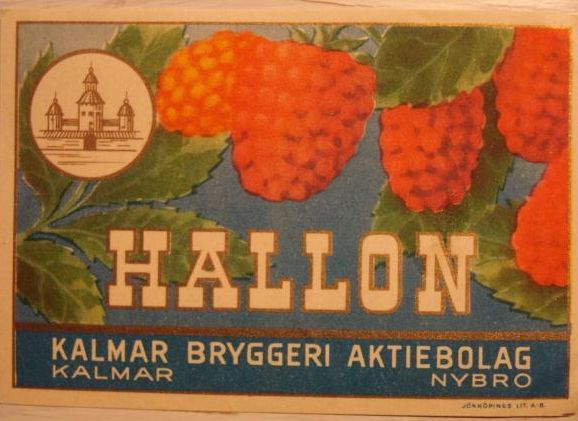 HALLON
KALMAR BRYGGERI AKTIEBOLAG
KALMAR NYBRO
JÖNKÖPINGS LIT. A.B.